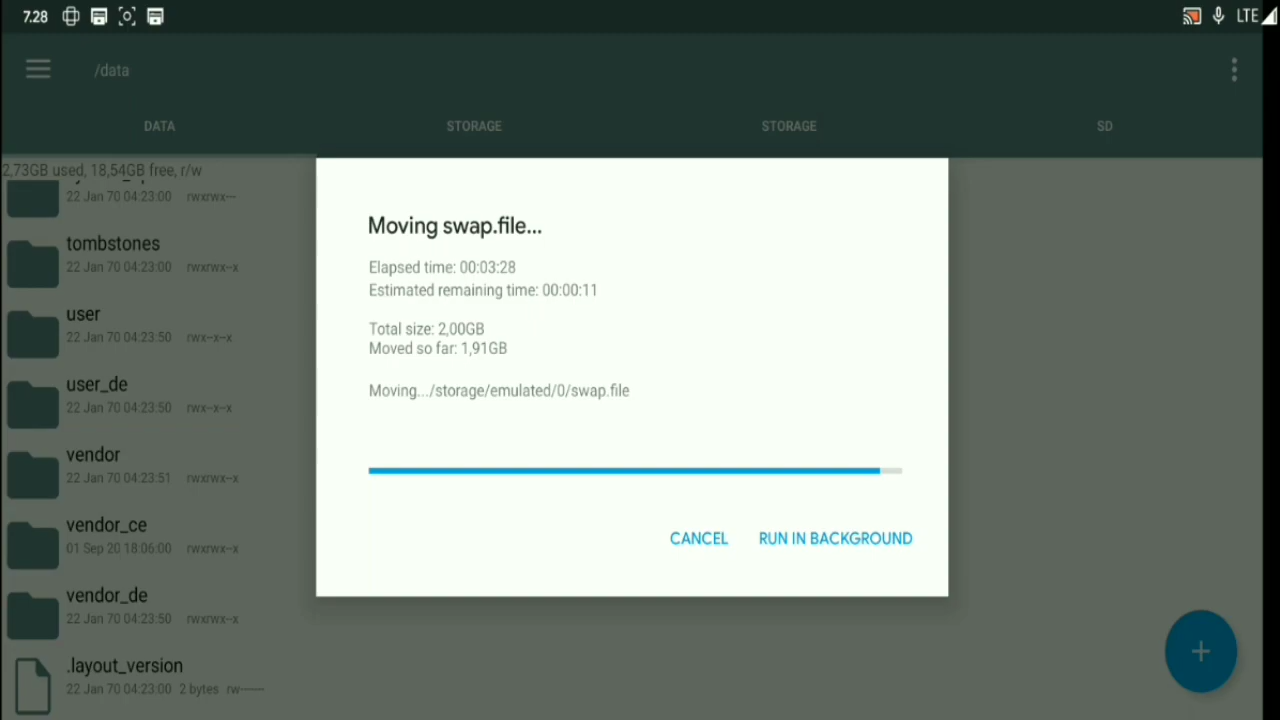 7.28
LTE
/data
DATA
STORAGE
STORAGE
SD
2,73GB used, 18,54GB free, r/w
22 Jan 70 04:23:00 rwxrwx---
tombstones
22 Jan 70 04:23:00 rwxrwx--x
user
22 Jan 70 04:23:50 rwx--x--x
user_de
22 Jan 70 04:23:50 rwx--x--x
vendor
22 Jan 70 04:23:51 rwxrwx--x
vendor_ce
01 Sep 20 18:06:00 rwxrwx--x
vendor_de
22 Jan 70 04:23:50 rwxrwx--x
.layout_version
22 Jan 70 04:23:00 2 bytes rw-------
Moving swap.file...
Elapsed time: 00:03:28
Estimated remaining time: 00:00:11
Total size: 2,00GB
Moved so far: 1,91GB
Moving.../storage/emulated/0/swap.file
CANCEL
RUN IN BACKGROUND